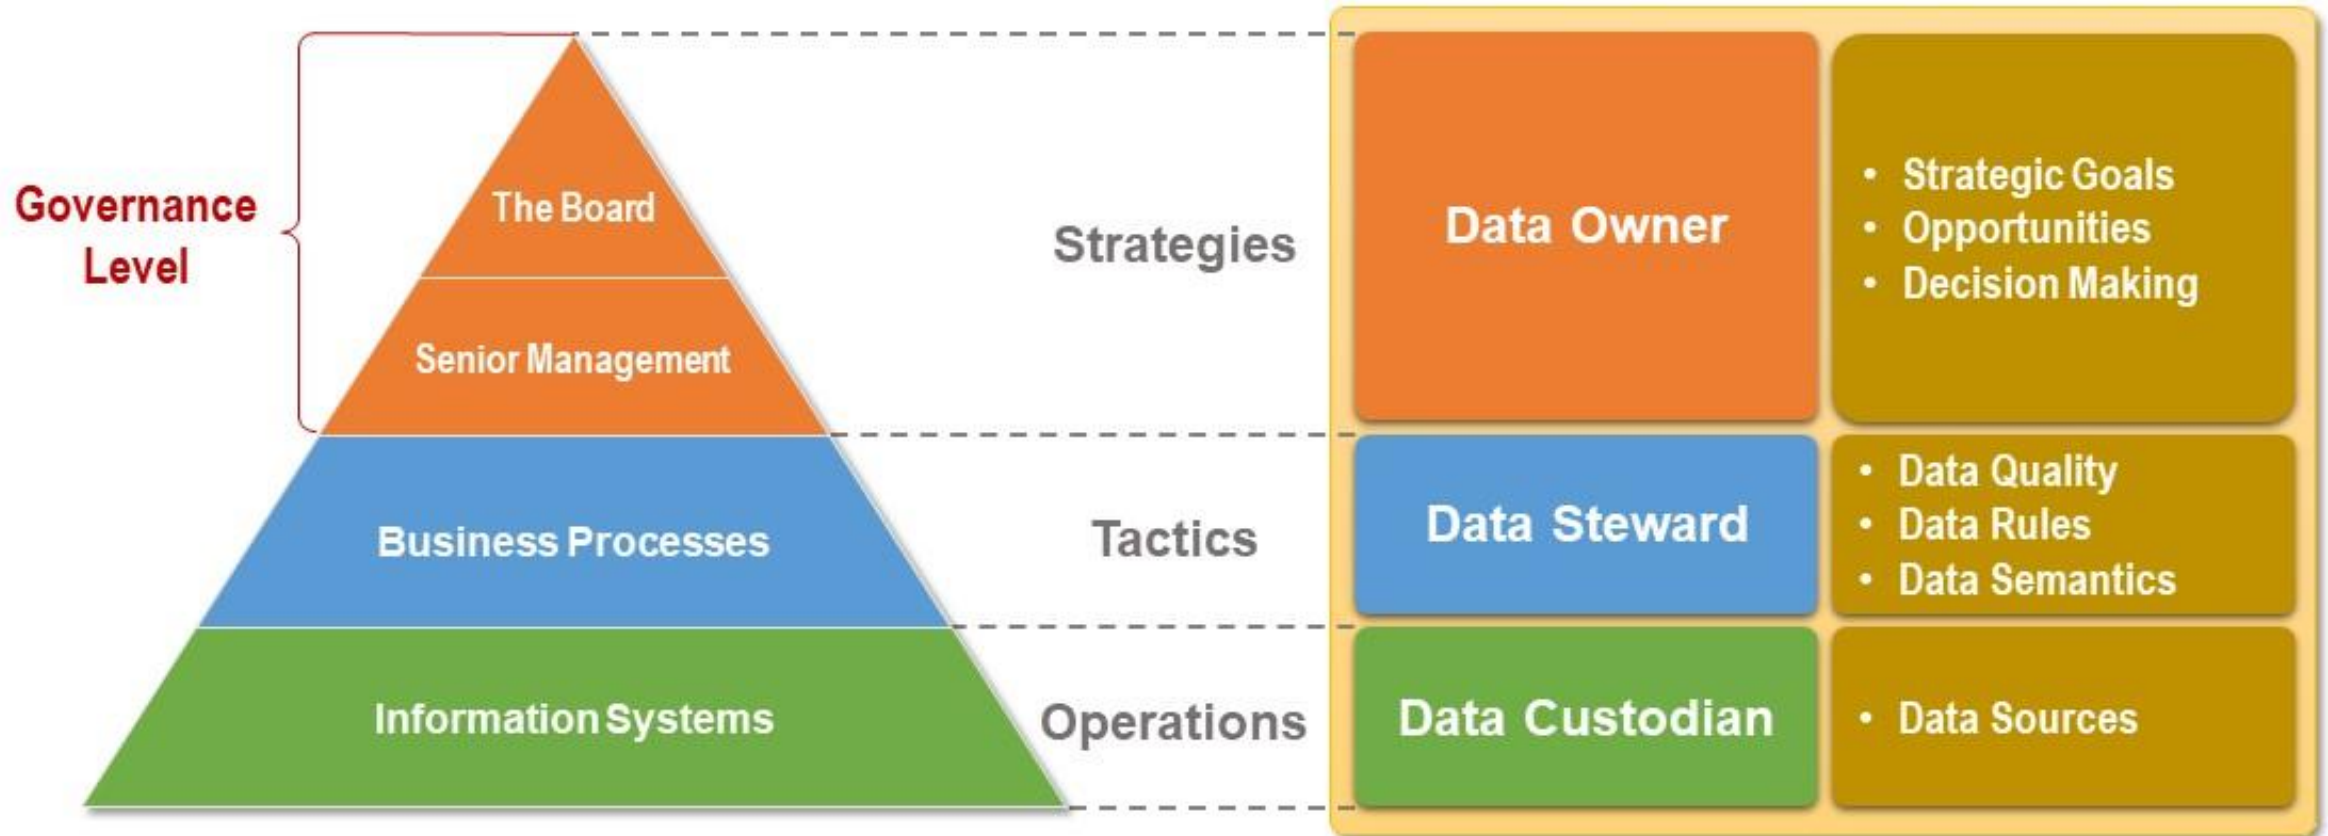 Governance
Level
The Board
Senior Management
Business Processes
Information Systems
Strategies
Tactics
Operations
Data Owner
• Strategic Goals
• Opportunities
• Decision Making
Data Steward
• Data Quality
• Data Rules
• Data Semantics
Data Custodian
• Data Sources